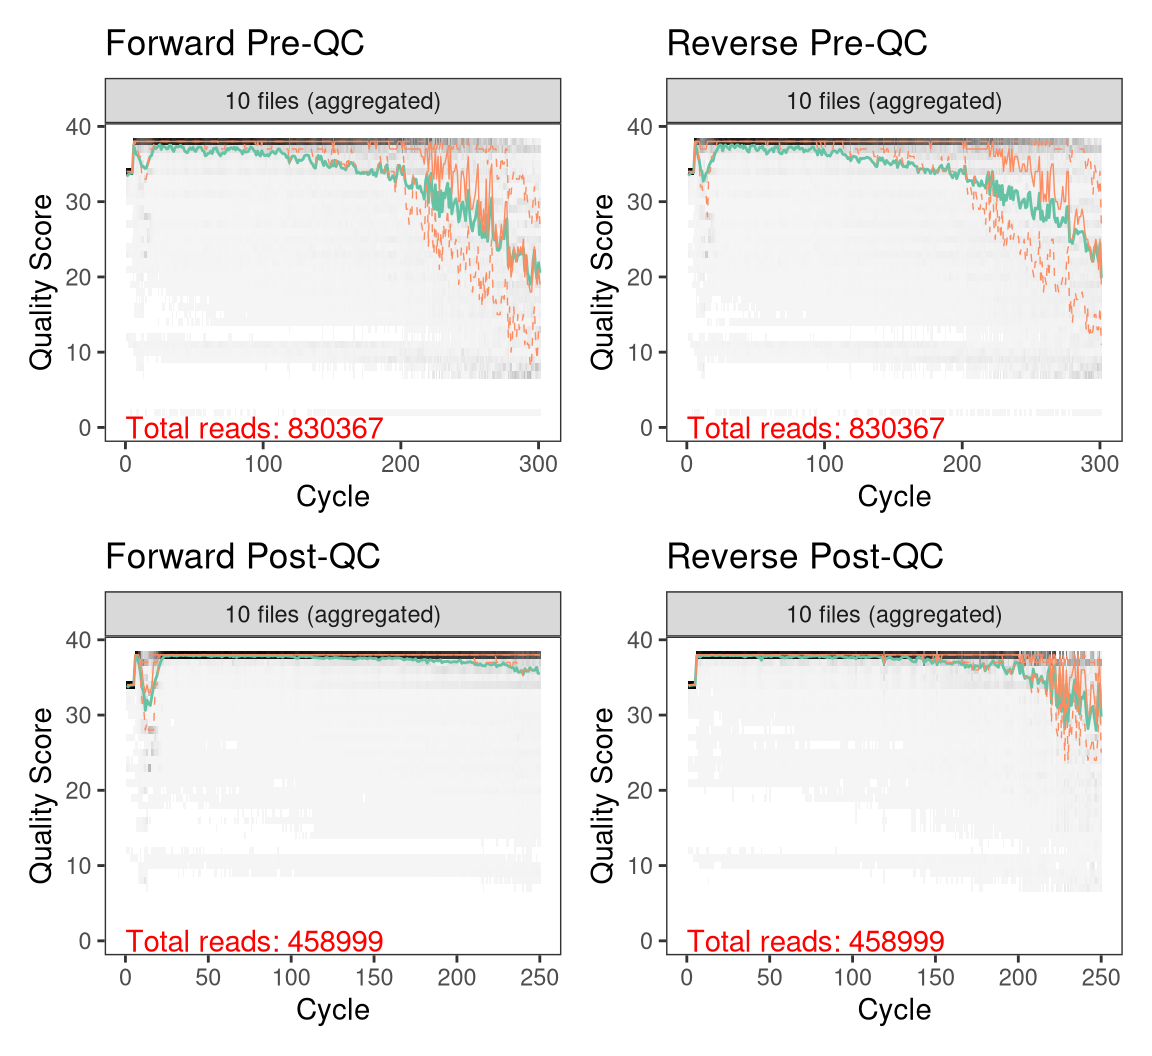 Forward Pre-QC
10 files (aggregated)
40
30
20
10
0
Quality Score
Total reads: 830367
0 100 200 300
Cycle
Reverse Pre-QC
10 files (aggregated)
40
30
20
10
0
Quality Score
Total reads: 830367
0 100 200 300
Cycle
Forward Post-QC
10 files (aggregated)
40
30
20
10
0
Quality Score
Total reads: 458999
0 50 100 150 200 250
Cycle
Reverse Post-QC
10 files (aggregated)
40
30
20
10
0
Quality Score
Total reads: 458999
0 50 100 150 200 250
Cycle